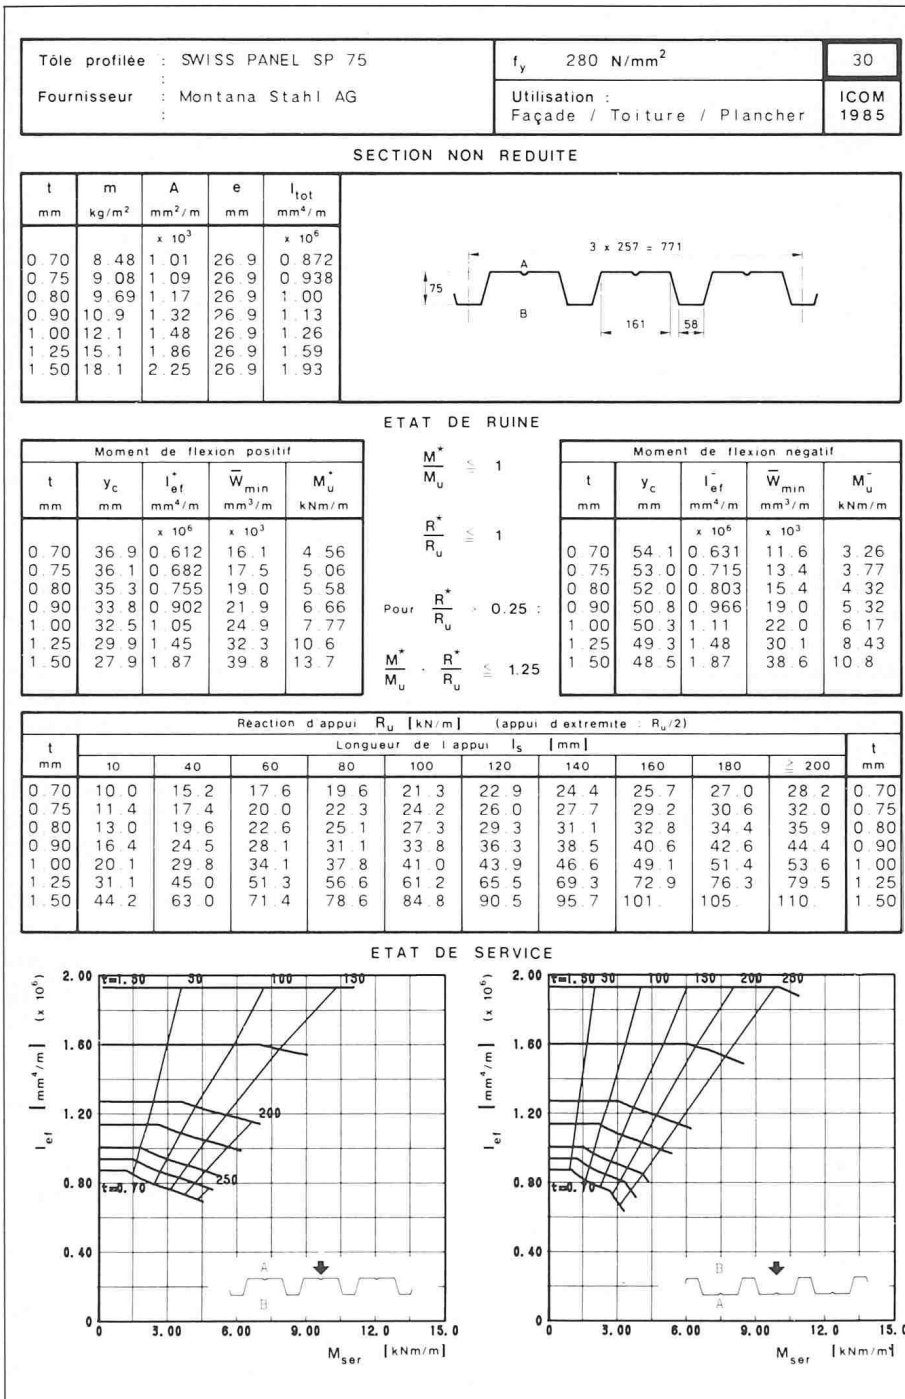 Tôle profilée : SWISS PANEL SP 75
:
Fournisseur : Montana Stahl AG
:
f_y 280 N/mm²
Utilisation :
Façade / Toiture / Plancher
30
ICOM
1985
SECTION NON REDUITE
t m A e I_tot
mm kg/m² mm²/m mm mm⁴/m
x 10³ x 10⁶
0.70 8.48 1.01 26.9 0.872
0.75 9.08 1.09 26.9 0.938
0.80 9.69 1.17 26.9 1.00
0.90 10.9 1.32 26.9 1.13
1.00 12.1 1.48 26.9 1.26
1.25 15.1 1.86 26.9 1.59
1.50 18.1 2.25 26.9 1.93
3 x 257 = 771
A
75
B
161 58
ETAT DE RUINE
Moment de flexion positif
t y_c I⁺_ef W̅_min M⁺_u
mm mm mm⁴/m mm³/m kNm/m
x 10⁶ x 10³
0.70 36.9 0.612 16.1 4.56
0.75 36.1 0.682 17.5 5.06
0.80 35.3 0.755 19.0 5.58
0.90 33.8 0.902 21.9 6.66
1.00 32.5 1.05 24.9 7.77
1.25 29.9 1.45 32.3 10.6
1.50 27.9 1.87 39.8 13.7
M*/M_u ≦ 1
R*/R_u ≦ 1
Pour R*/R_u > 0.25 :
M*/M_u + R*/R_u ≦ 1.25
Moment de flexion negatif
t y_c I⁻_ef W̅_min M⁻_u
mm mm mm⁴/m mm³/m kNm/m
x 10⁶ x 10³
0.70 54.1 0.631 11.6 3.26
0.75 53.0 0.715 13.4 3.77
0.80 52.0 0.803 15.4 4.32
0.90 50.8 0.966 19.0 5.32
1.00 50.3 1.11 22.0 6.17
1.25 49.3 1.48 30.1 8.43
1.50 48.5 1.87 38.6 10.8
Réaction d'appui R_u [kN/m] (appui d'extremite : R_u/2)
t Longueur de l'appui l_s [mm] t
mm 10 40 60 80 100 120 140 160 180 ≧ 200 mm
0.70 10.0 15.2 17.6 19.6 21.3 22.9 24.4 25.7 27.0 28.2 0.70
0.75 11.4 17.4 20.0 22.3 24.2 26.0 27.7 29.2 30.6 32.0 0.75
0.80 13.0 19.6 22.6 25.1 27.3 29.3 31.1 32.8 34.4 35.9 0.80
0.90 16.4 24.5 28.1 31.1 33.8 36.3 38.5 40.6 42.6 44.4 0.90
1.00 20.1 29.8 34.1 37.8 41.0 43.9 46.6 49.1 51.4 53.6 1.00
1.25 31.1 45.0 51.3 56.6 61.2 65.5 69.3 72.9 76.3 79.5 1.25
1.50 44.2 63.0 71.4 78.6 84.8 90.5 95.7 101. 105. 110. 1.50
ETAT DE SERVICE
I_ef [mm⁴/m] (x 10⁶)
2.00
1.60
1.20
0.80
0.40
0
t=1.50 50 100 150
200
250
t=0.70
A
B
0 3.00 6.00 9.00 12.0 15.0
M_ser [kNm/m]
I_ef [mm⁴/m] (x 10⁶)
2.00
1.60
1.20
0.80
0.40
0
t=1.50 50 100 150 200 250
t=0.70
B
A
0 3.00 6.00 9.00 12.0 15.0
M_ser [kNm/m]